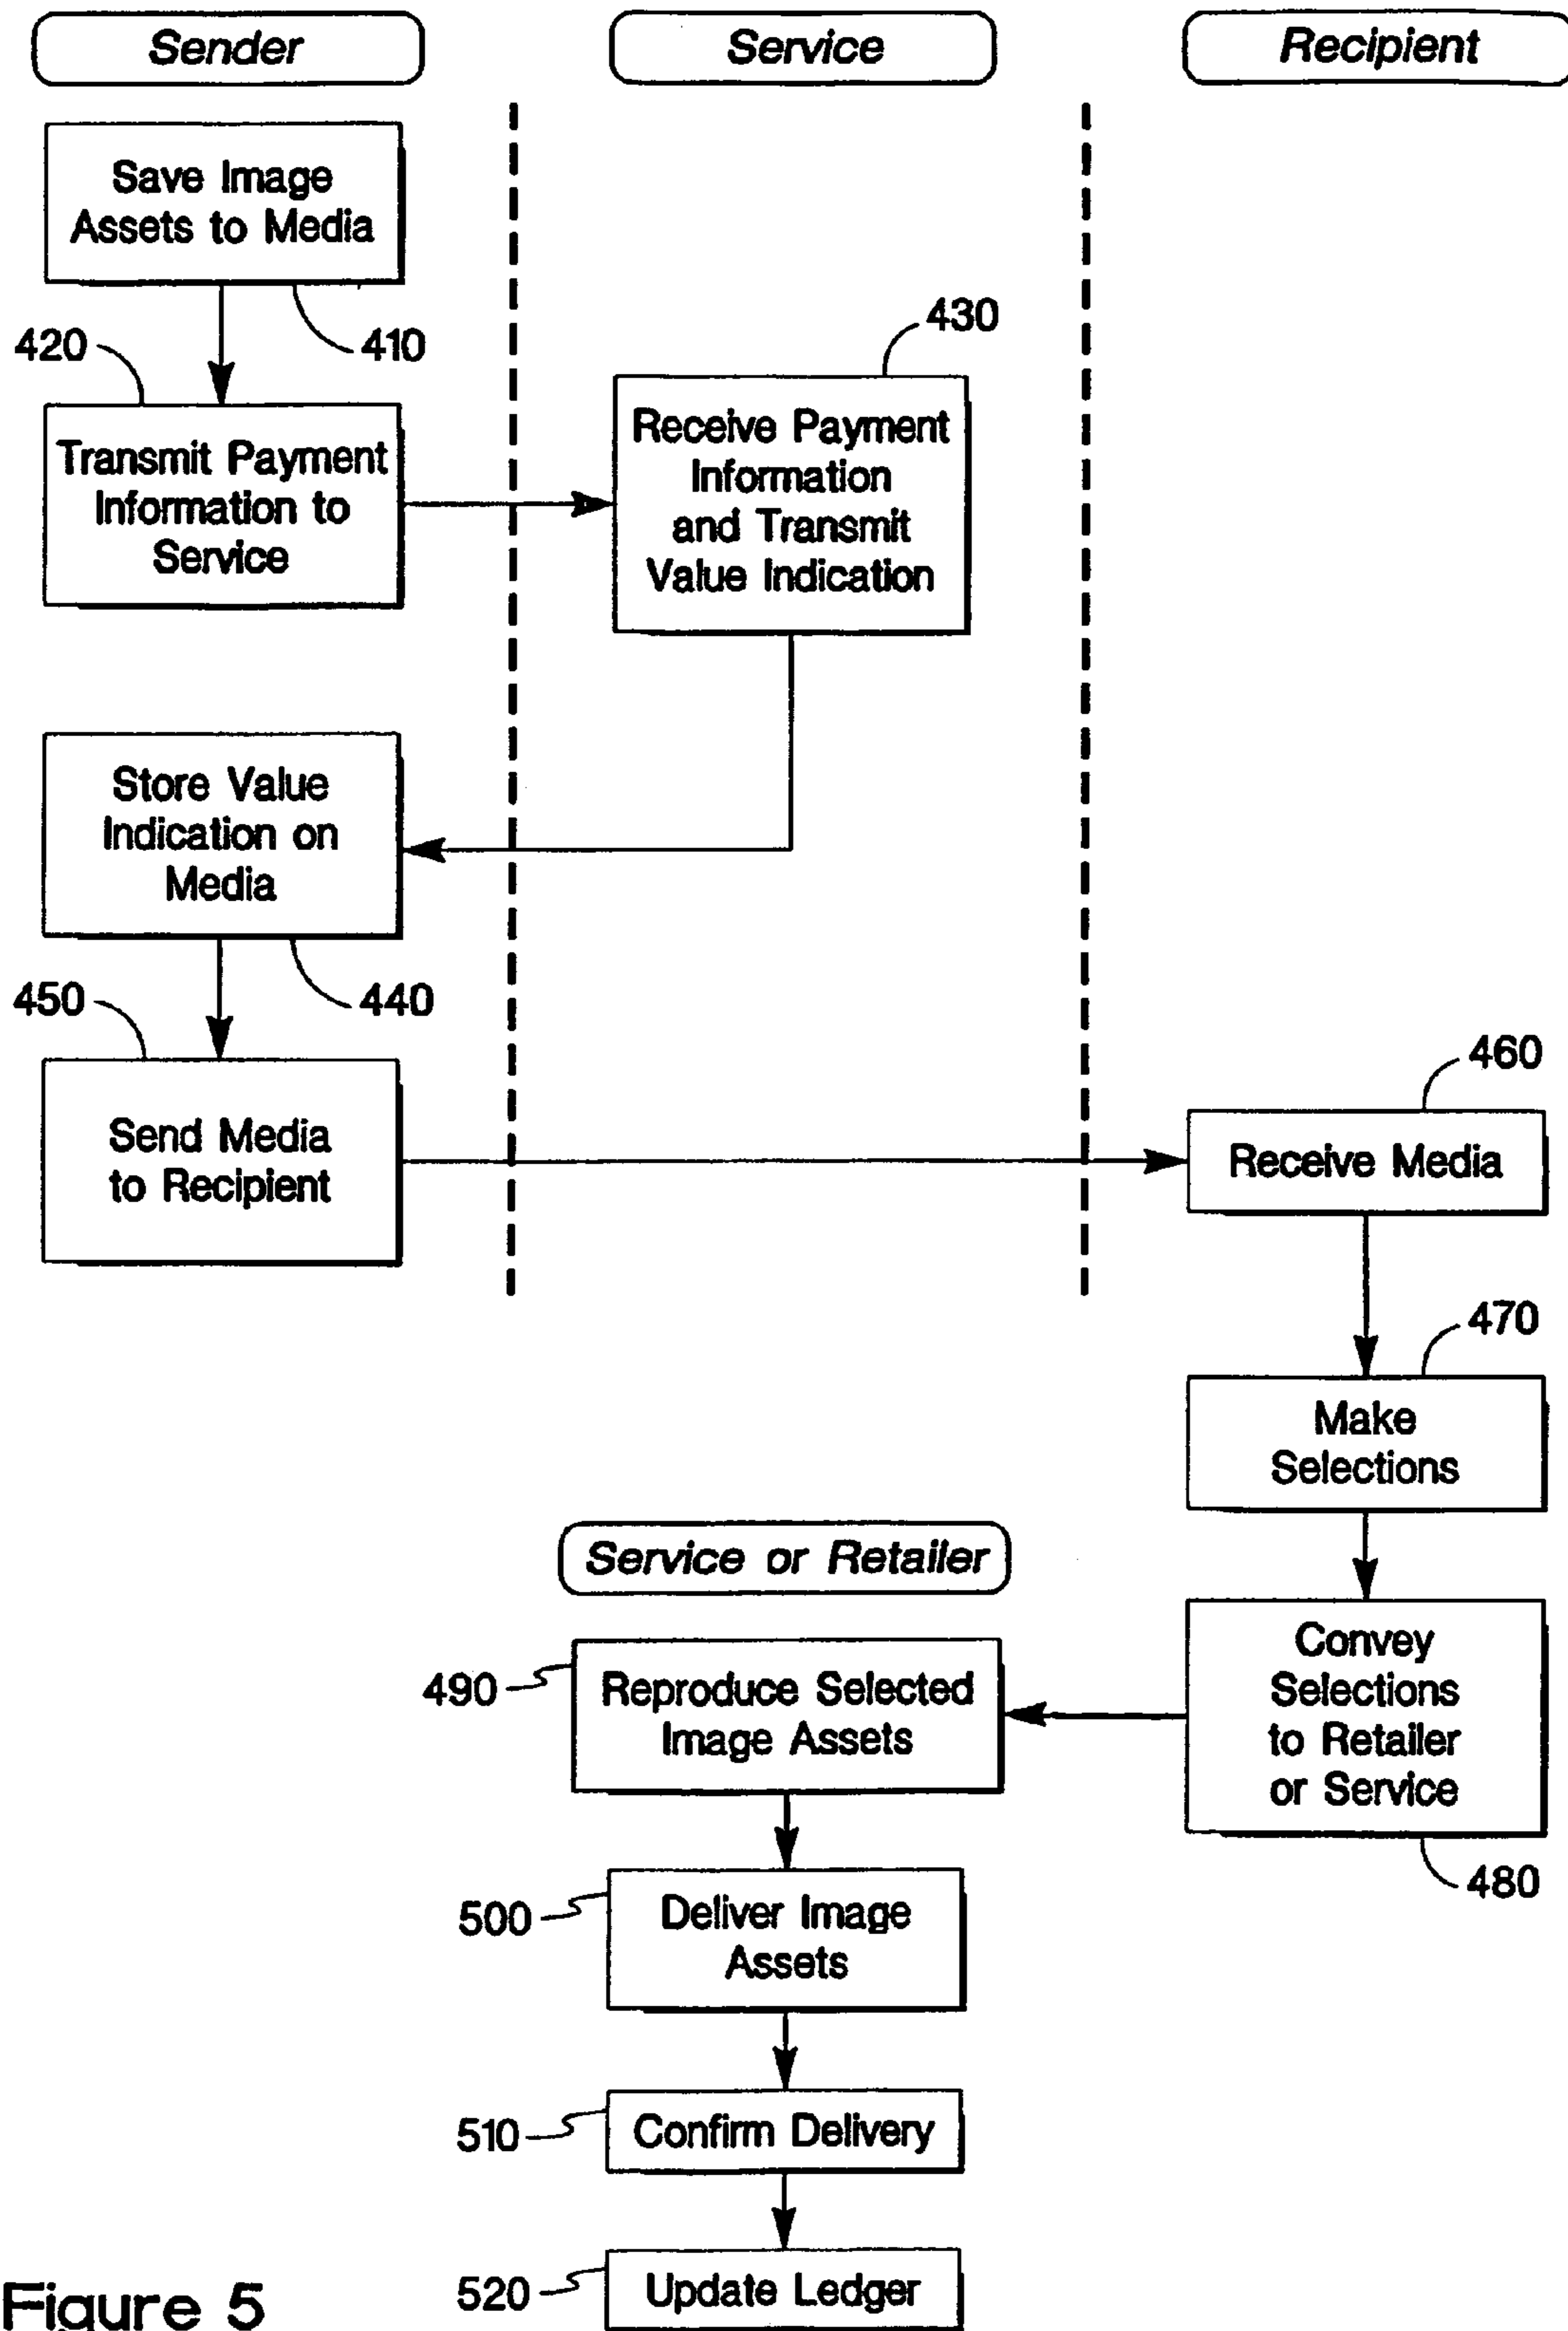 Sender
Service
Recipient
Save Image
Assets to Media
410
420
Transmit Payment
Information to
Service
430
Receive Payment
Information
and Transmit
Value Indication
Store Value
Indication on
Media
440
450
Send Media
to Recipient
460
Receive Media
470
Make
Selections
Convey
Selections
to Retailer
or Service
480
Service or Retailer
490
Reproduce Selected
Image Assets
500
Deliver Image
Assets
510
Confirm Delivery
520
Update Ledger
Figure 5